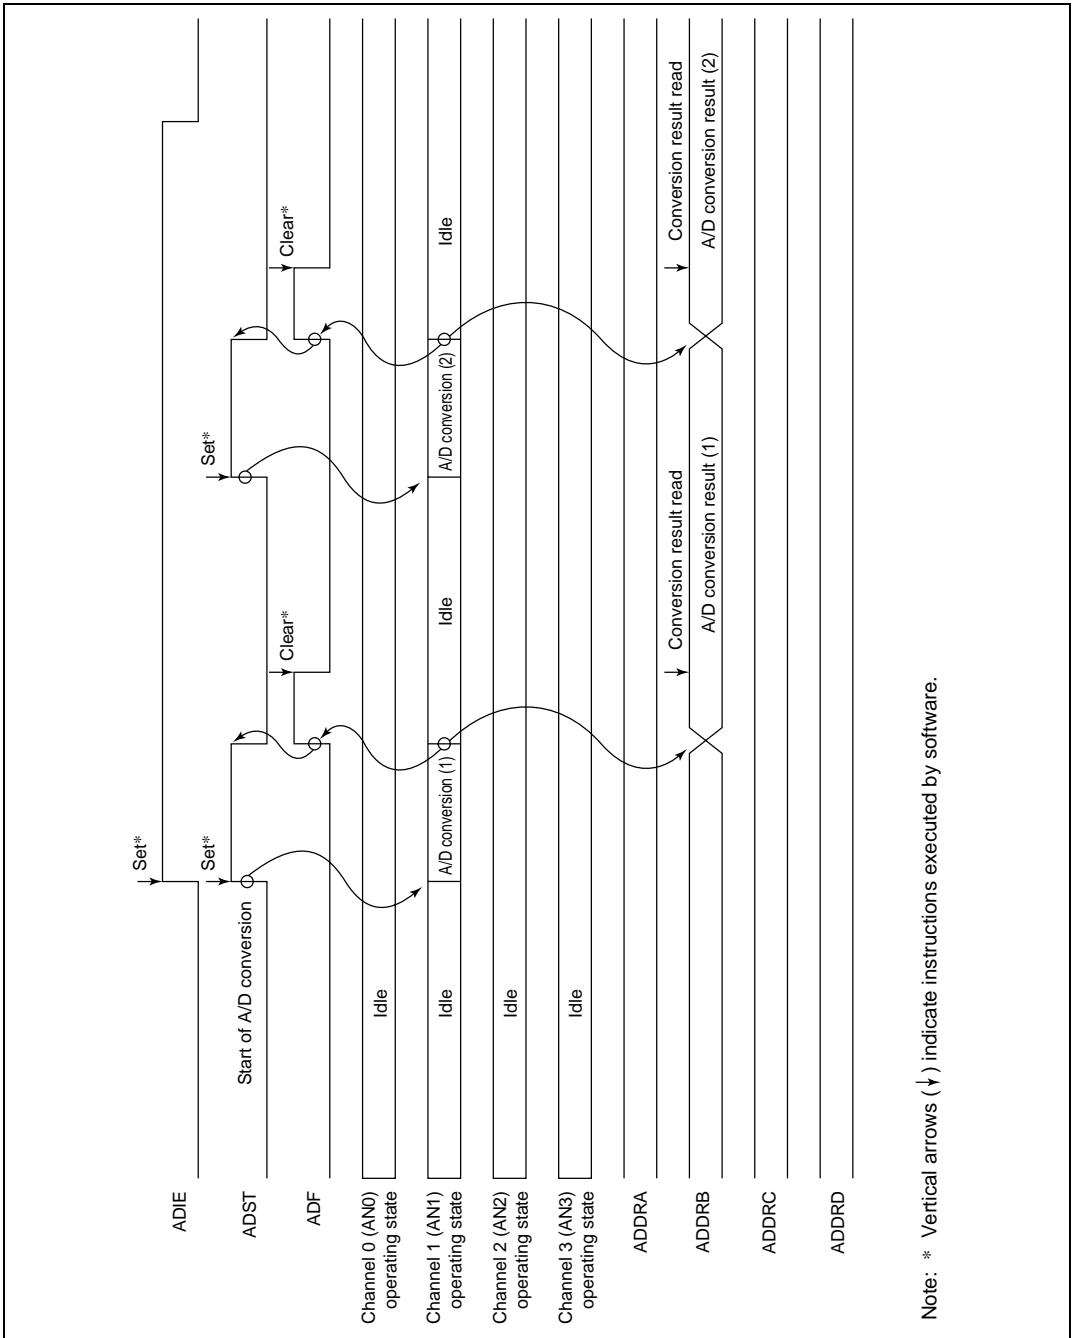 ADIE
Set*
ADST
Set*
Set*
Start of A/D conversion
ADF
Clear*
Clear*
Channel 0 (AN0)
operating state
Idle
Channel 1 (AN1)
operating state
Idle
A/D conversion (1)
Idle
A/D conversion (2)
Idle
Channel 2 (AN2)
operating state
Idle
Channel 3 (AN3)
operating state
Idle
ADDRA
Conversion result read
Conversion result read
ADDRB
A/D conversion result (1)
A/D conversion result (2)
ADDRC
ADDRD
Note: * Vertical arrows (↓) indicate instructions executed by software.